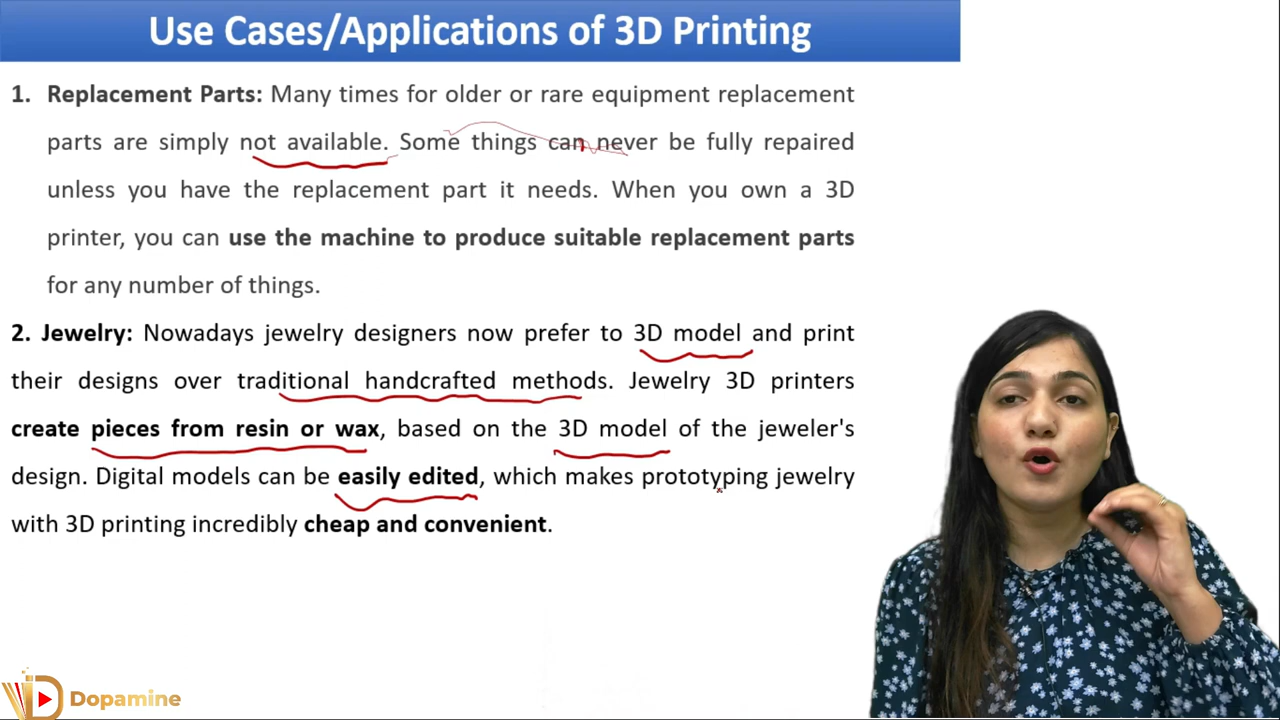 Use Cases/Applications of 3D Printing
1. Replacement Parts: Many times for older or rare equipment replacement
parts are simply not available. Some things can never be fully repaired
unless you have the replacement part it needs. When you own a 3D
printer, you can use the machine to produce suitable replacement parts
for any number of things.
2. Jewelry: Nowadays jewelry designers now prefer to 3D model and print
their designs over traditional handcrafted methods. Jewelry 3D printers
create pieces from resin or wax, based on the 3D model of the jeweler's
design. Digital models can be easily edited, which makes prototyping jewelry
with 3D printing incredibly cheap and convenient.
Dopamine